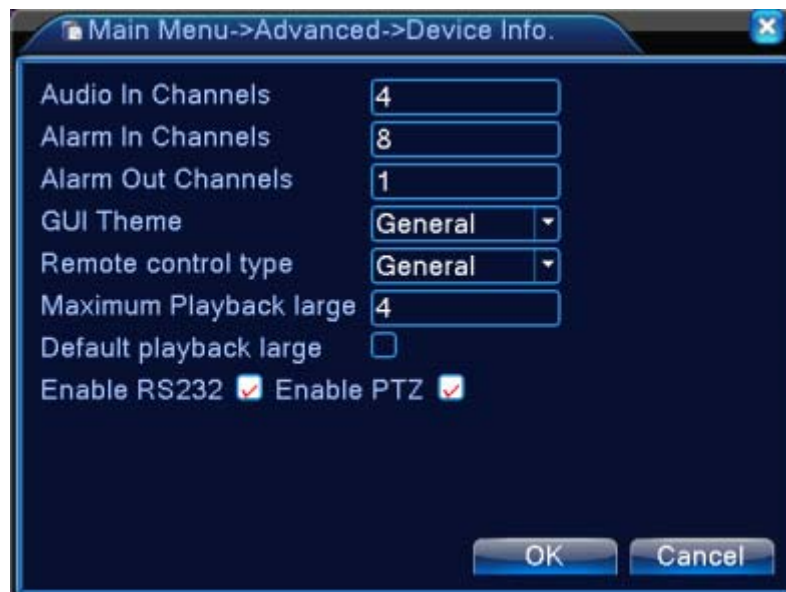 Main Menu->Advanced->Device Info.
Audio In Channels 4
Alarm In Channels 8
Alarm Out Channels 1
GUI Theme General
Remote control type General
Maximum Playback large 4
Default playback large
Enable RS232 Enable PTZ
OK Cancel